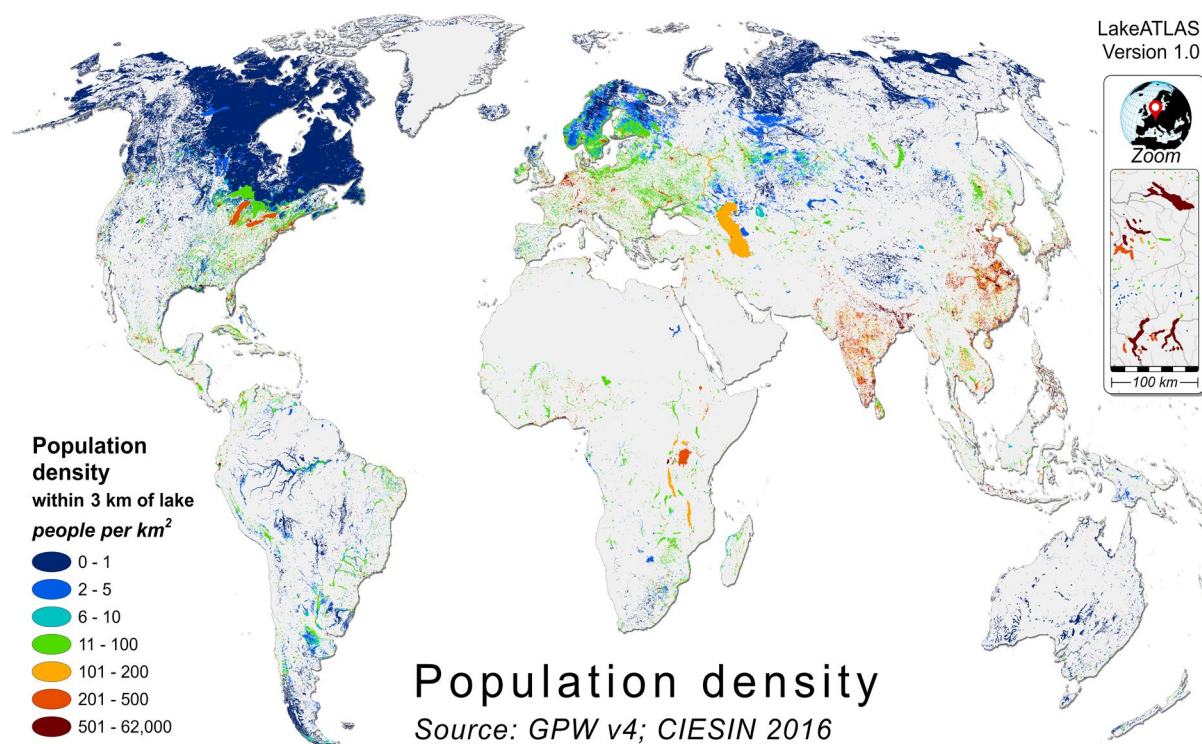 LakeATLAS
Version 1.0
Zoom
100 km
Population
density
within 3 km of lake
people per km²
0 - 1
2 - 5
6 - 10
11 - 100
101 - 200
201 - 500
501 - 62,000
Population density
Source: GPW v4; CIESIN 2016